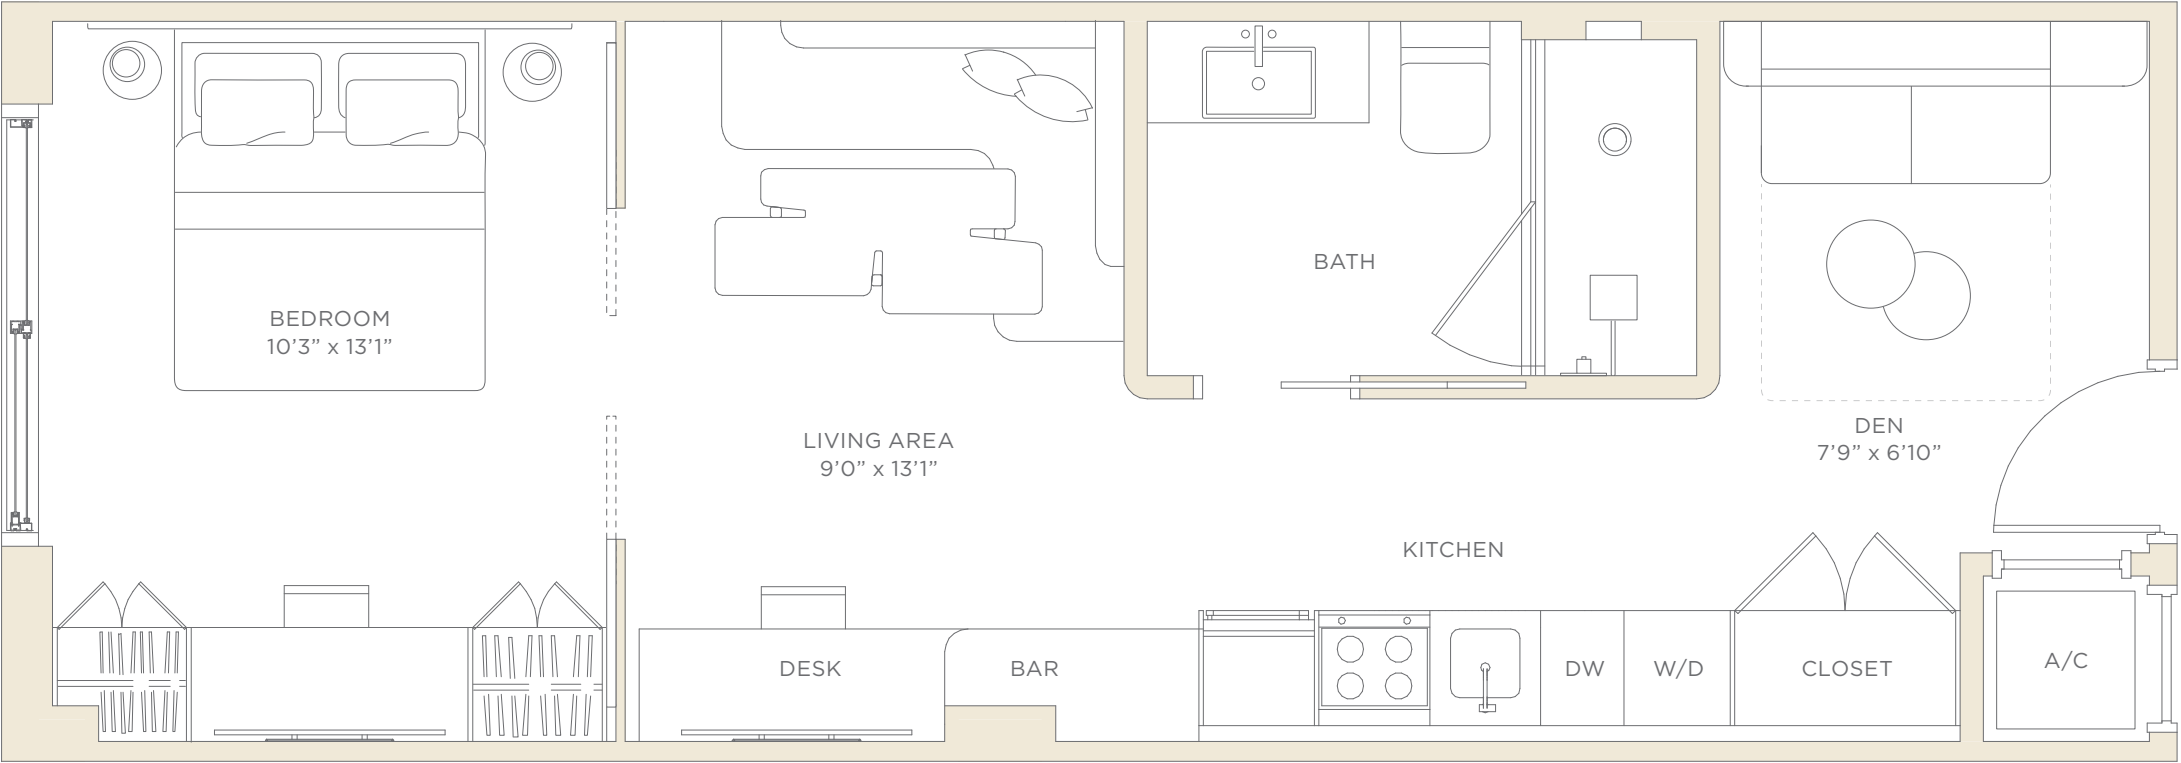 BEDROOM
10’3” x 13’1”
LIVING AREA
9’0” x 13’1”
BATH
DEN
7’9” x 6’10”
KITCHEN
DESK
BAR
DW
W/D
CLOSET
A/C